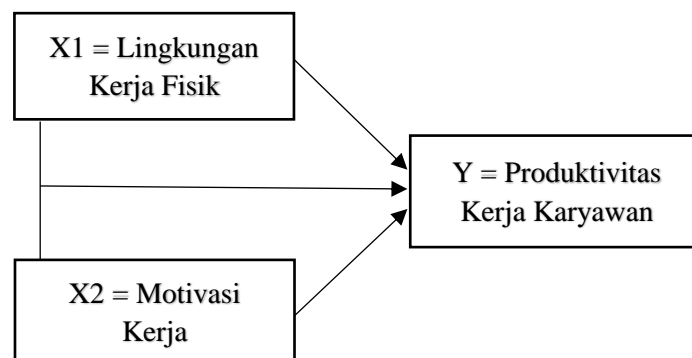 X1 = Lingkungan
Kerja Fisik
Y = Produktivitas
Kerja Karyawan
X2 = Motivasi
Kerja